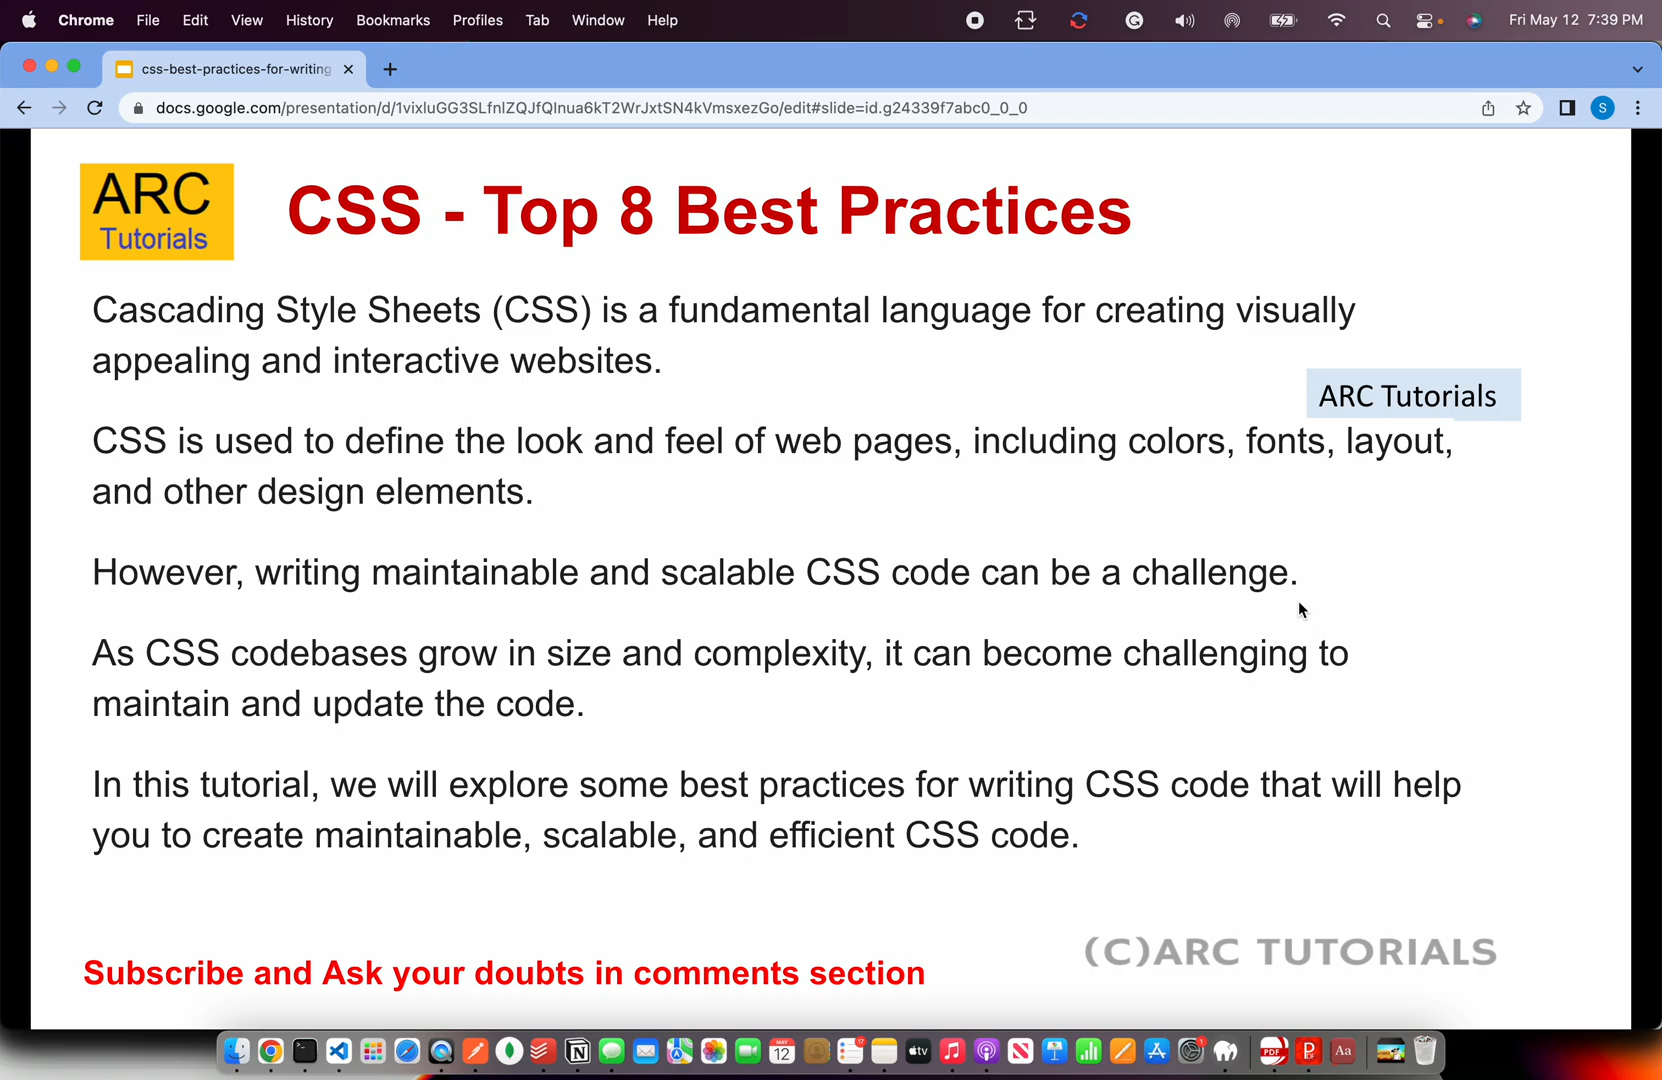 Chrome File Edit View History Bookmarks Profiles Tab Window Help Fri May 12 7:39 PM
css-best-practices-for-writing
docs.google.com/presentation/d/1vixluGG3SLfnlZQJfQlnua6kT2WrJxtSN4kVmsxezGo/edit#slide=id.g24339f7abc0_0_0 S
ARC
Tutorials
CSS - Top 8 Best Practices
Cascading Style Sheets (CSS) is a fundamental language for creating visually
appealing and interactive websites.
ARC Tutorials
CSS is used to define the look and feel of web pages, including colors, fonts, layout,
and other design elements.
However, writing maintainable and scalable CSS code can be a challenge.
As CSS codebases grow in size and complexity, it can become challenging to
maintain and update the code.
In this tutorial, we will explore some best practices for writing CSS code that will help
you to create maintainable, scalable, and efficient CSS code.
(C)ARC TUTORIALS
Subscribe and Ask your doubts in comments section
MAY
12
17
tv
1
PDF
Aa